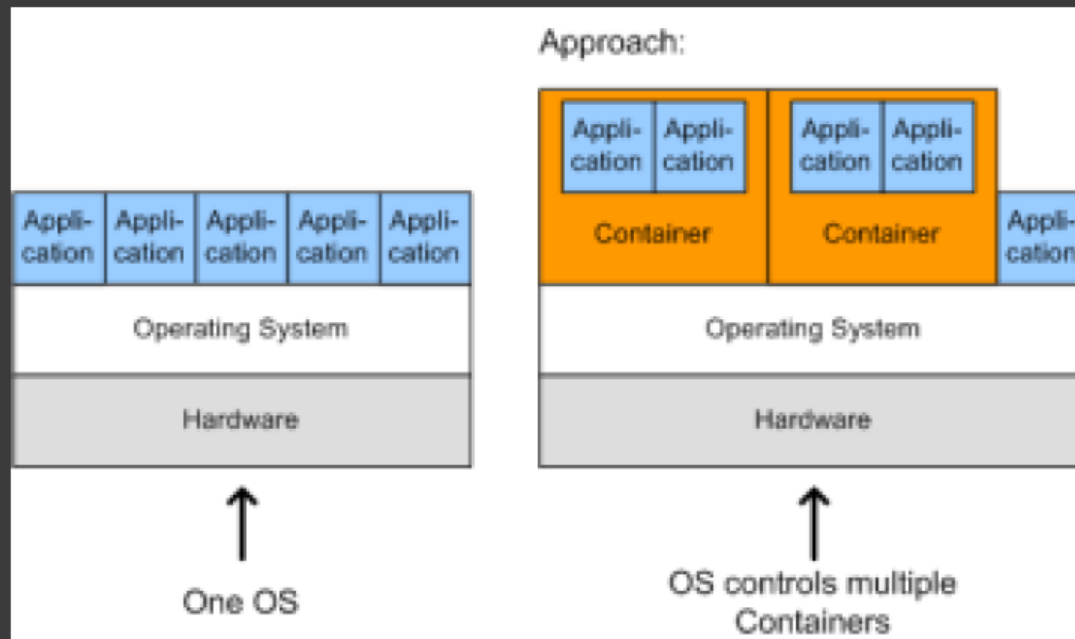 Appli-
cation
Appli-
cation
Appli-
cation
Appli-
cation
Appli-
cation
Operating System
Hardware
One OS
Approach:
Appli-
cation
Appli-
cation
Container
Appli-
cation
Appli-
cation
Container
Appli-
cation
Operating System
Hardware
OS controls multiple
Containers